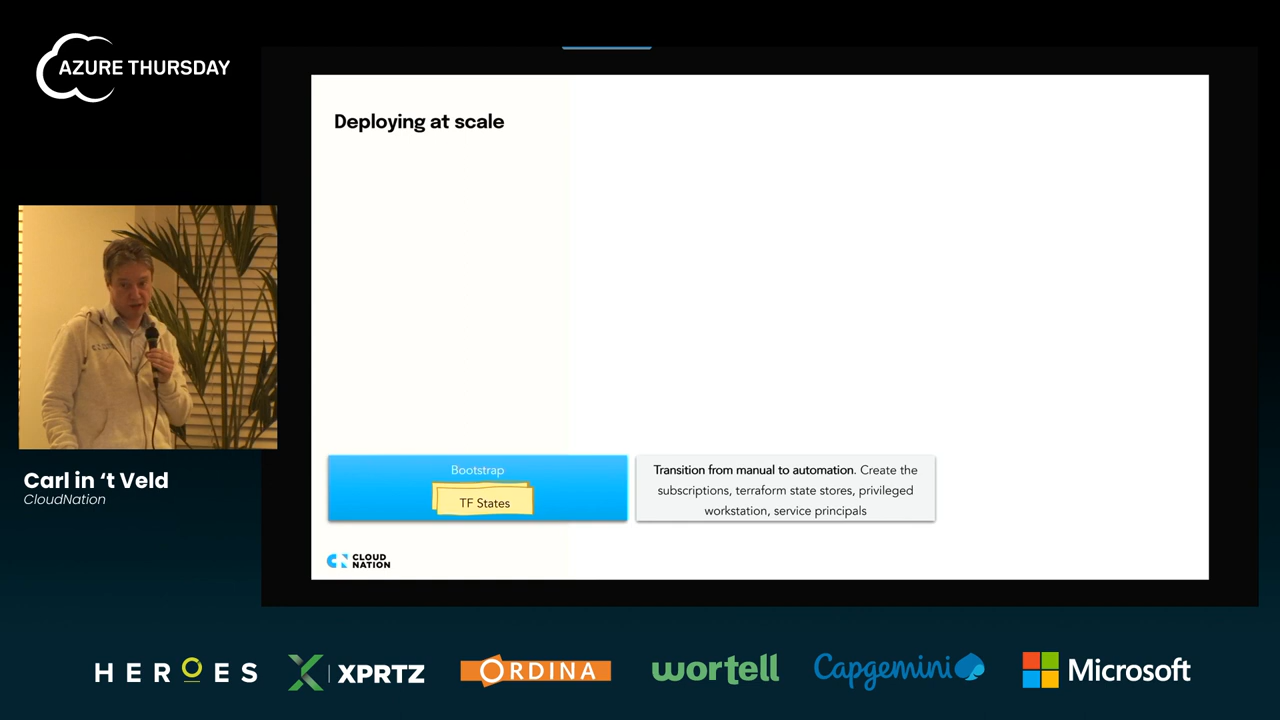 AZURE THURSDAY
Deploying at scale
Bootstrap
TF States
Transition from manual to automation. Create the
subscriptions, terraform state stores, privileged
workstation, service principals
CLOUD
NATION
Carl in ‘t Veld
CloudNation
HEROES
XPRTZ
ORDINA
wortell
Capgemini
Microsoft